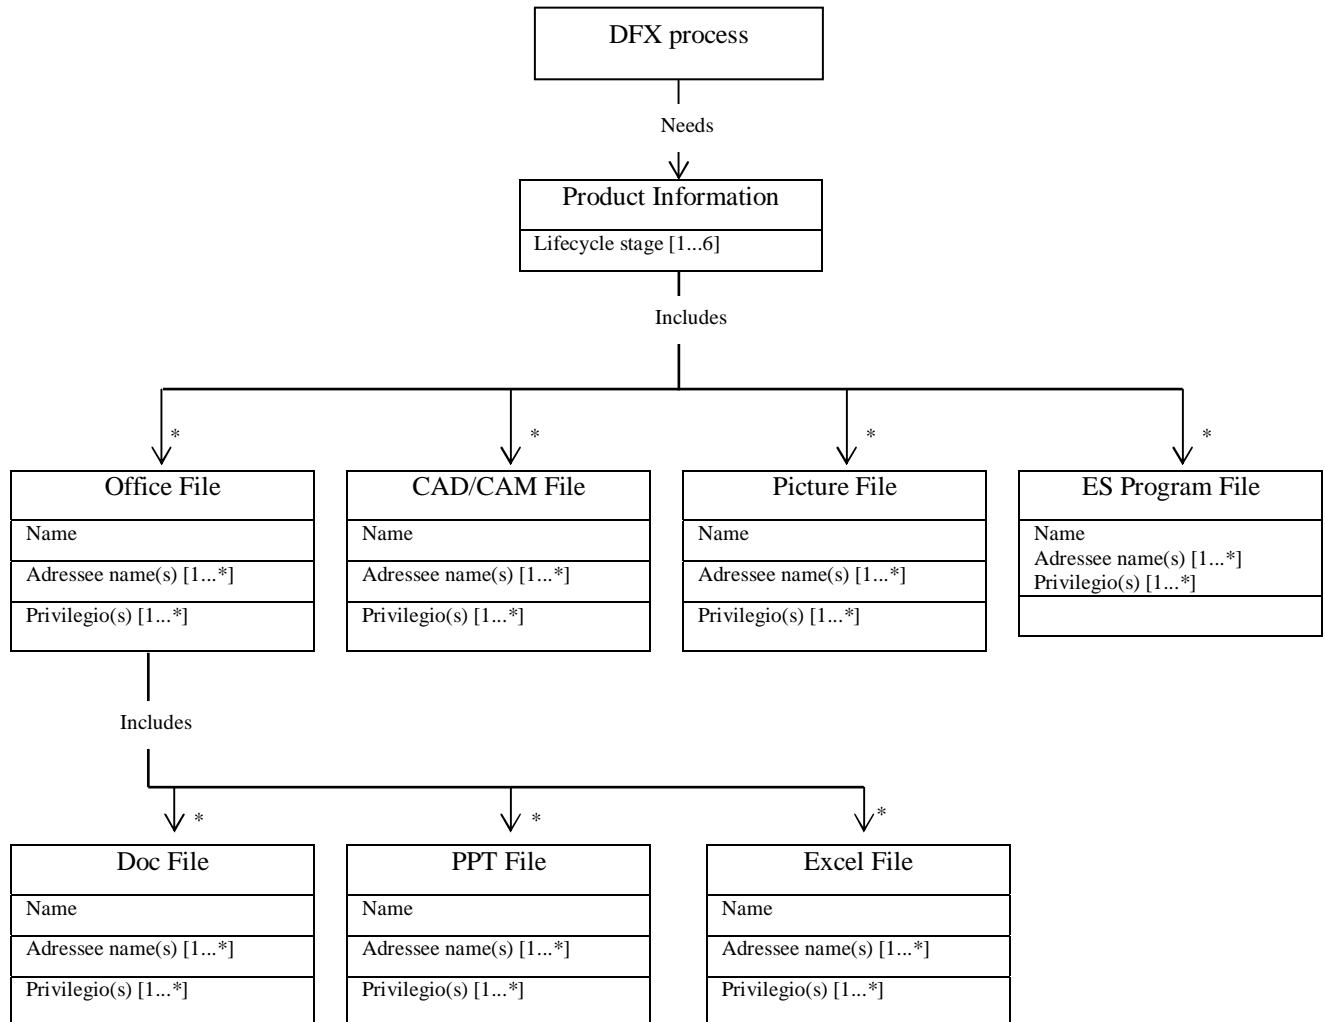 DFX process
Needs
Product Information
Lifecycle stage [1...6]
Includes
*
*
*
*
Office File
Name
Adressee name(s) [1...*]
Privilegio(s) [1...*]
CAD/CAM File
Name
Adressee name(s) [1...*]
Privilegio(s) [1...*]
Picture File
Name
Adressee name(s) [1...*]
Privilegio(s) [1...*]
ES Program File
Name
Adressee name(s) [1...*]
Privilegio(s) [1...*]
Includes
*
*
*
Doc File
Name
Adressee name(s) [1...*]
Privilegio(s) [1...*]
PPT File
Name
Adressee name(s) [1...*]
Privilegio(s) [1...*]
Excel File
Name
Adressee name(s) [1...*]
Privilegio(s) [1...*]